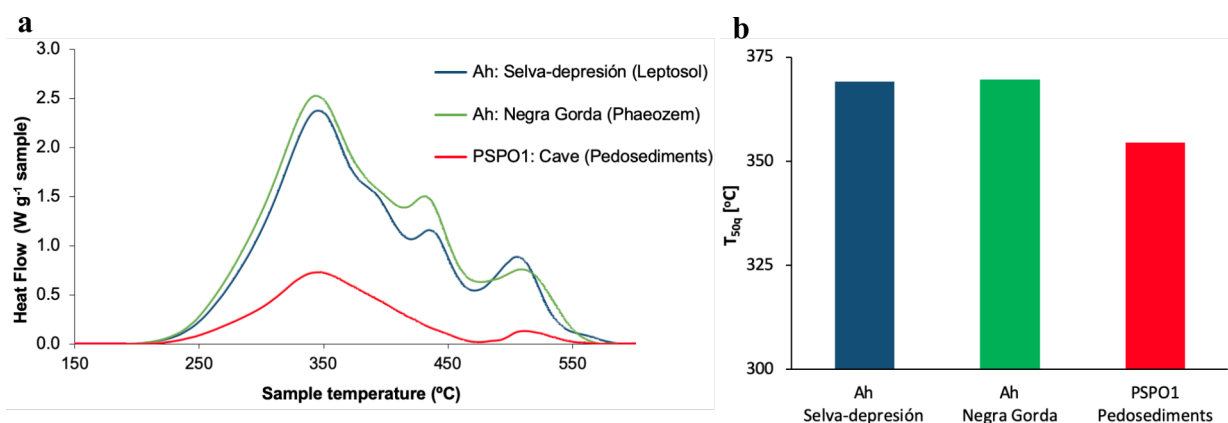 a
3.0
2.5
2.0
1.5
1.0
0.5
0.0
Heat Flow (W g⁻¹ sample)
Ah: Selva-depresión (Leptosol)
Ah: Negra Gorda (Phaeozem)
PSPO1: Cave (Pedosediments)
150 250 350 450 550
Sample temperature (ºC)
b
375
350
325
300
T50q [ºC]
Ah Ah PSPO1
Selva-depresión Negra Gorda Pedosediments